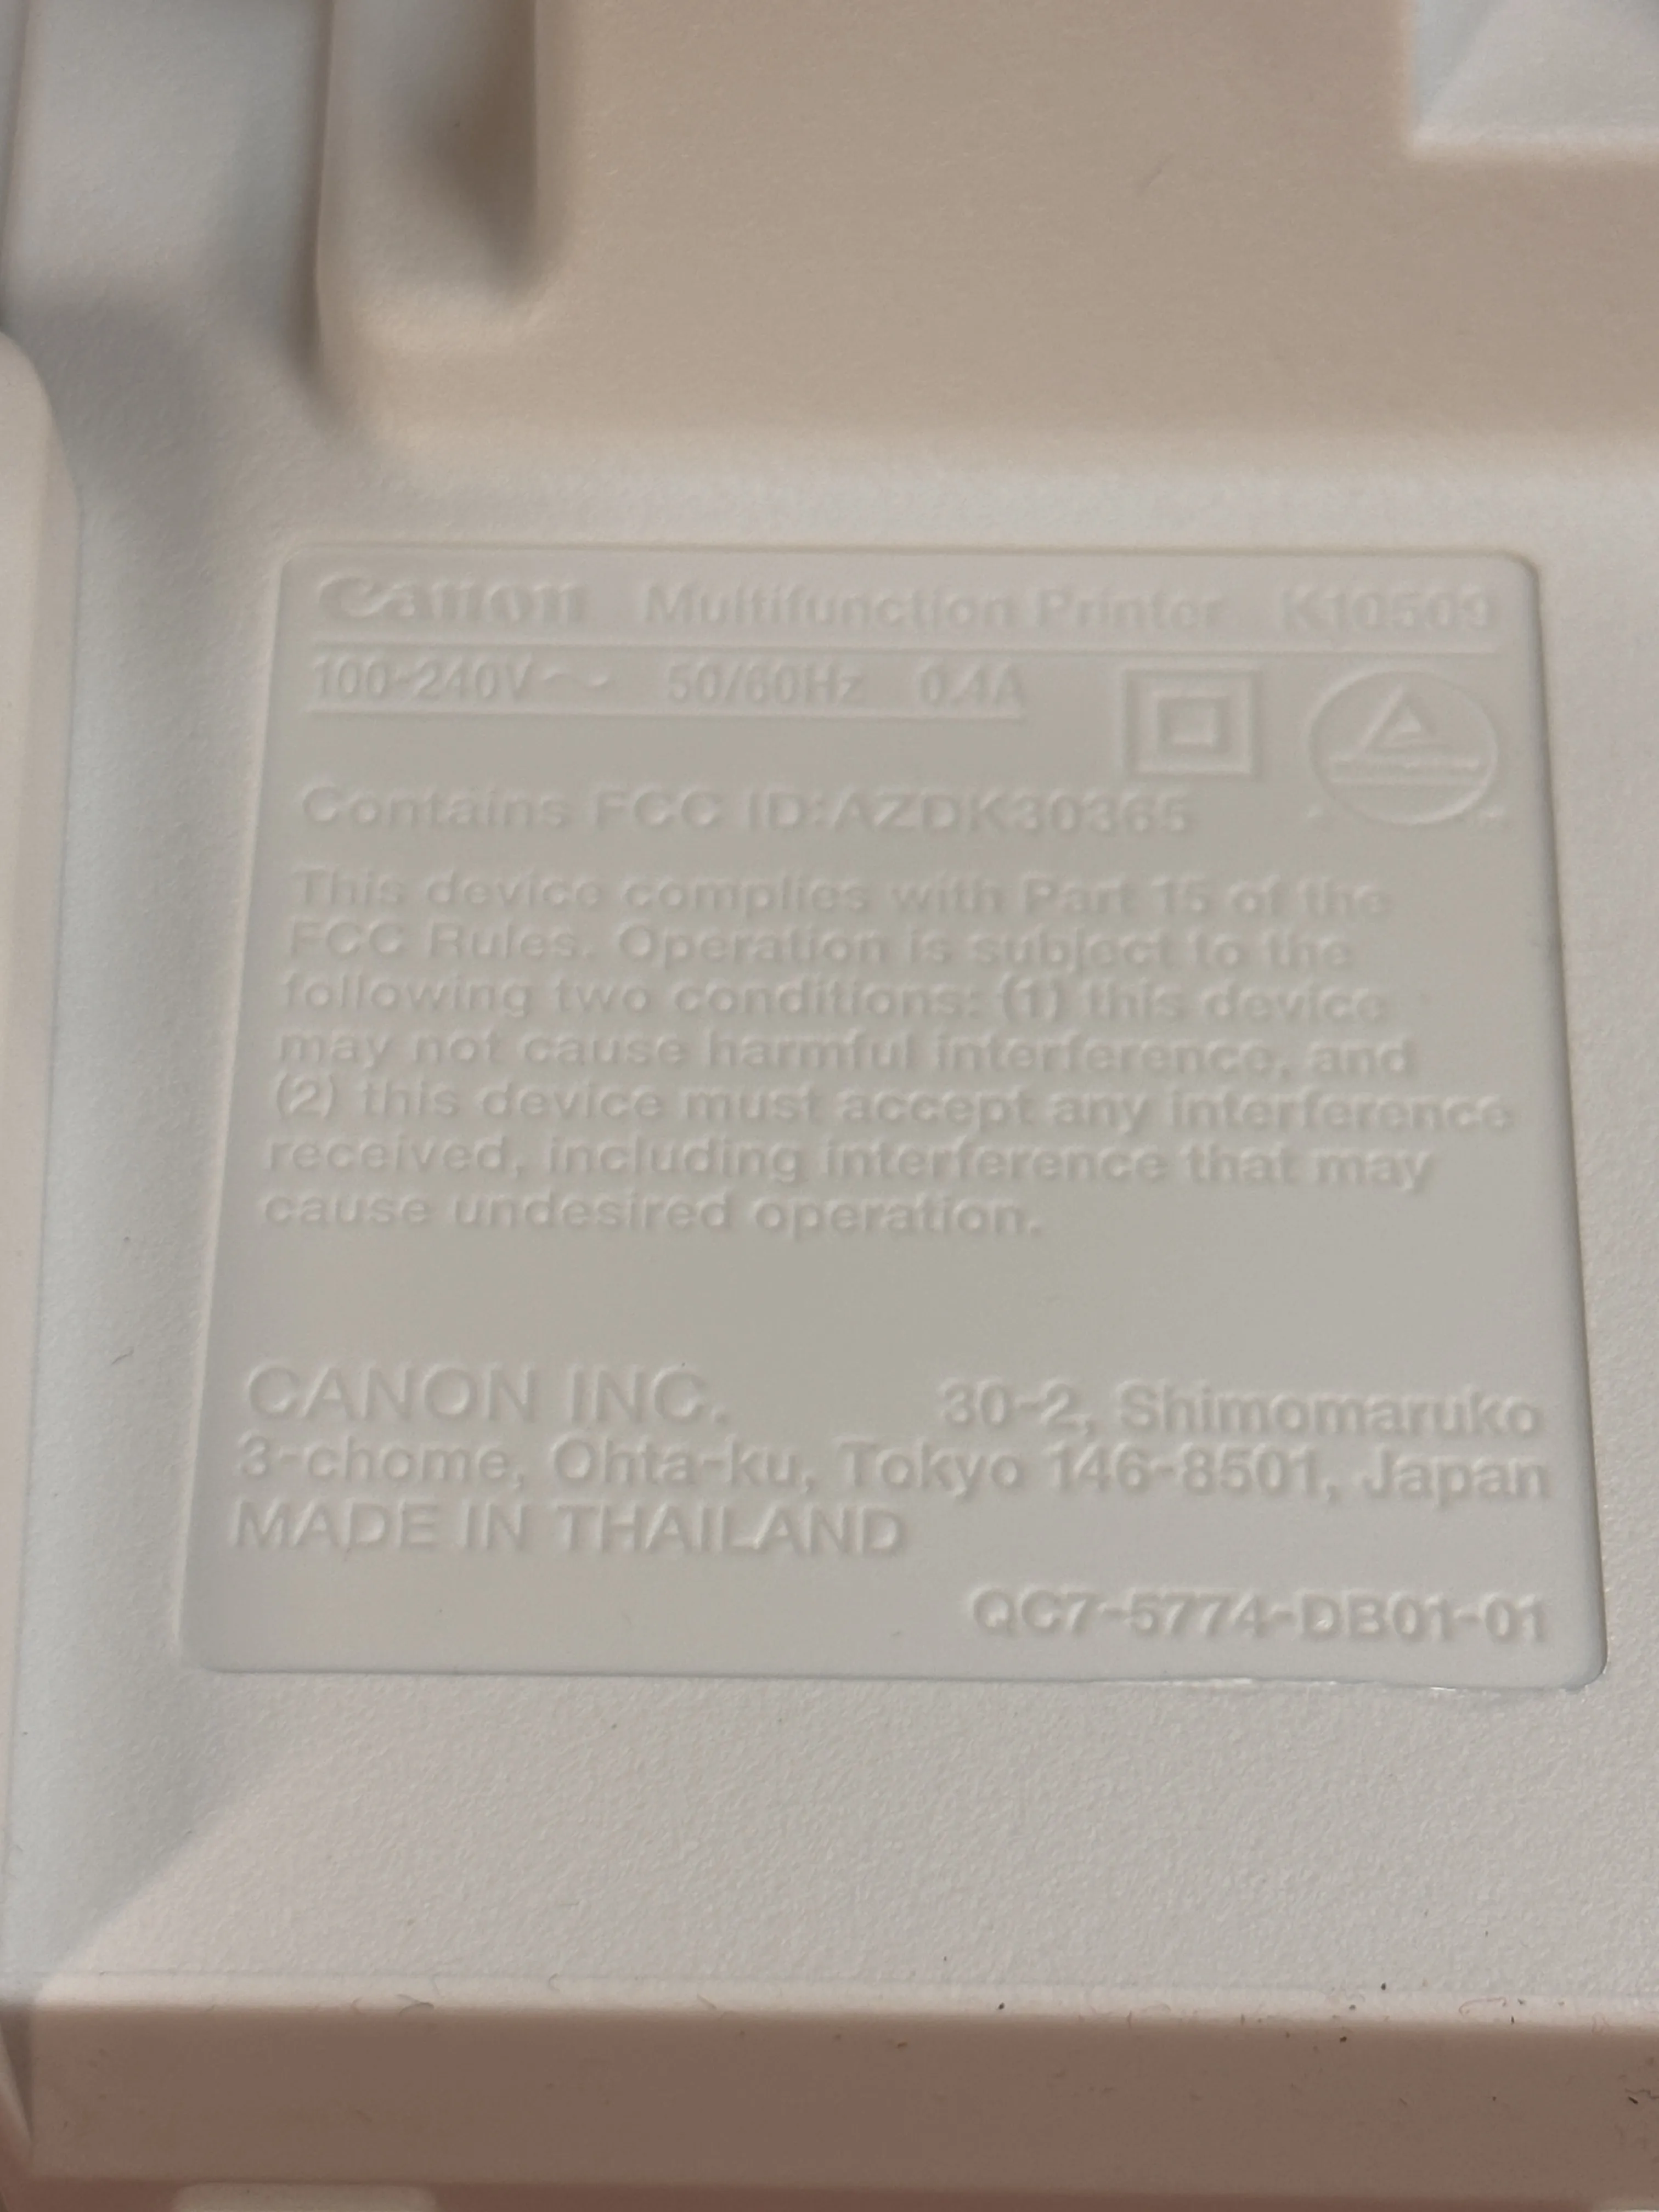 Canon Multifunction Printer K10509
100-240V～ 50/60Hz 0.4A
Contains FCC ID:AZDK30365
This device complies with Part 15 of the
FCC Rules. Operation is subject to the
following two conditions: (1) this device
may not cause harmful interference, and
(2) this device must accept any interference
received, including interference that may
cause undesired operation.
CANON INC. 30-2, Shimomaruko
3-chome, Ohta-ku, Tokyo 146-8501, Japan
MADE IN THAILAND
QC7-5774-DB01-01